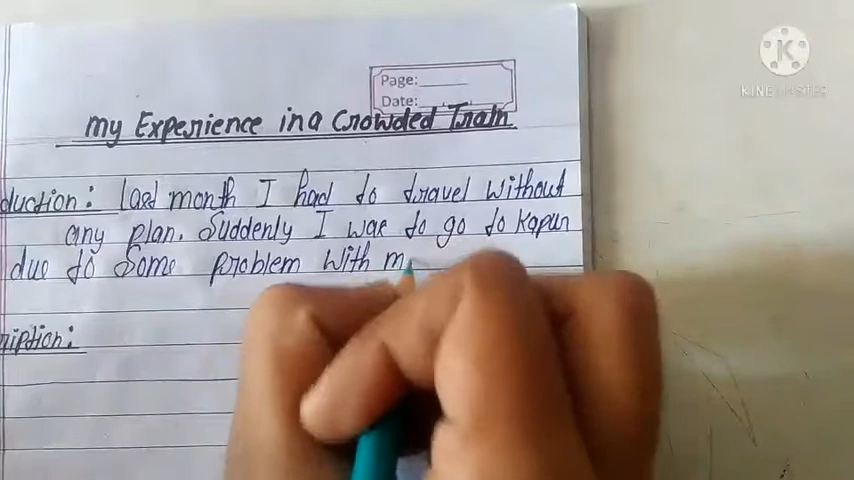 Page:
Date:
KINEMASTER
my Experience in a Crowded Train
duction: last month I had to travel without
any plan. Suddenly I was to go to Kapur
due to Some problem with m
ription: